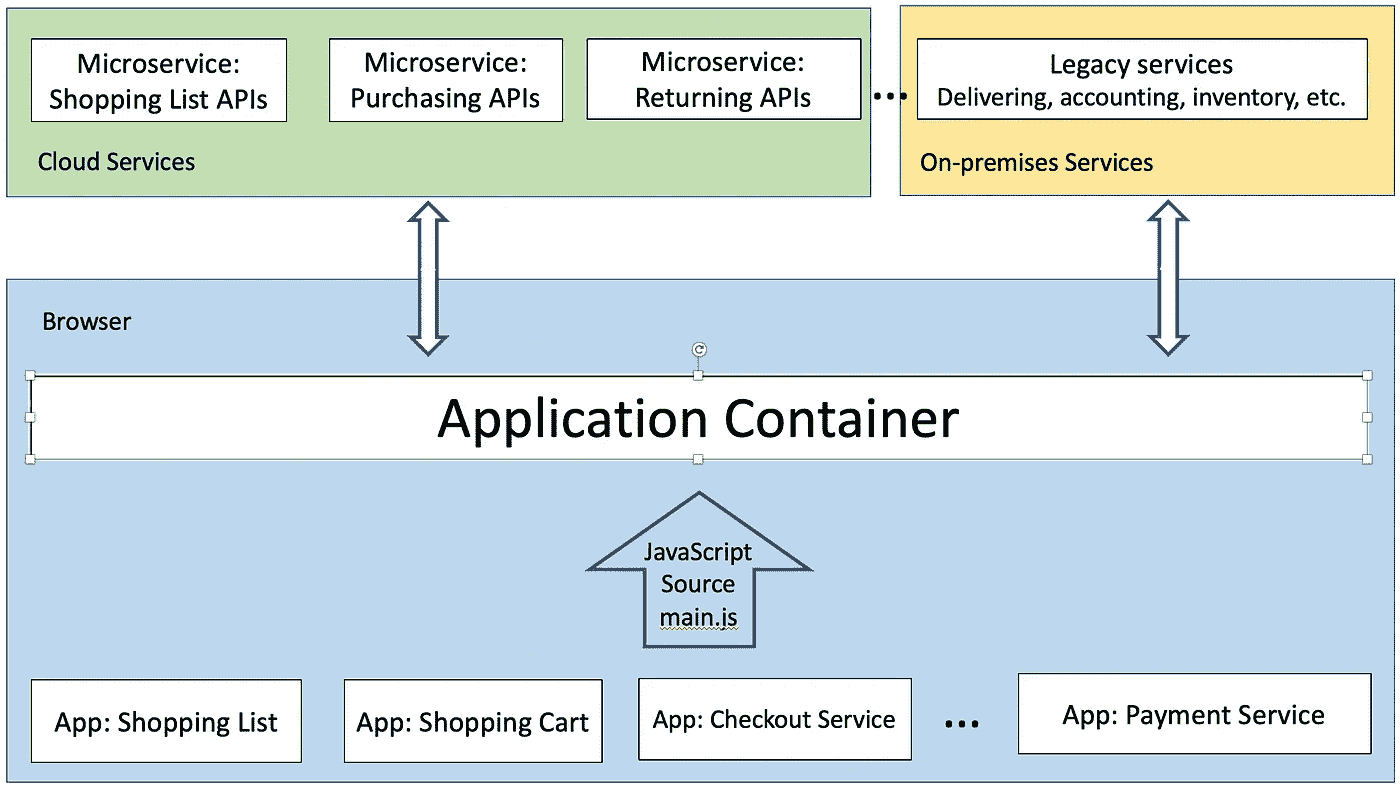 Microservice:
Shopping List APIs
Microservice:
Purchasing APIs
Microservice:
Returning APIs
...
Legacy services
Delivering, accounting, inventory, etc.
Cloud Services
On-premises Services
Browser
Application Container
JavaScript
Source
main.js
App: Shopping List
App: Shopping Cart
App: Checkout Service
...
App: Payment Service